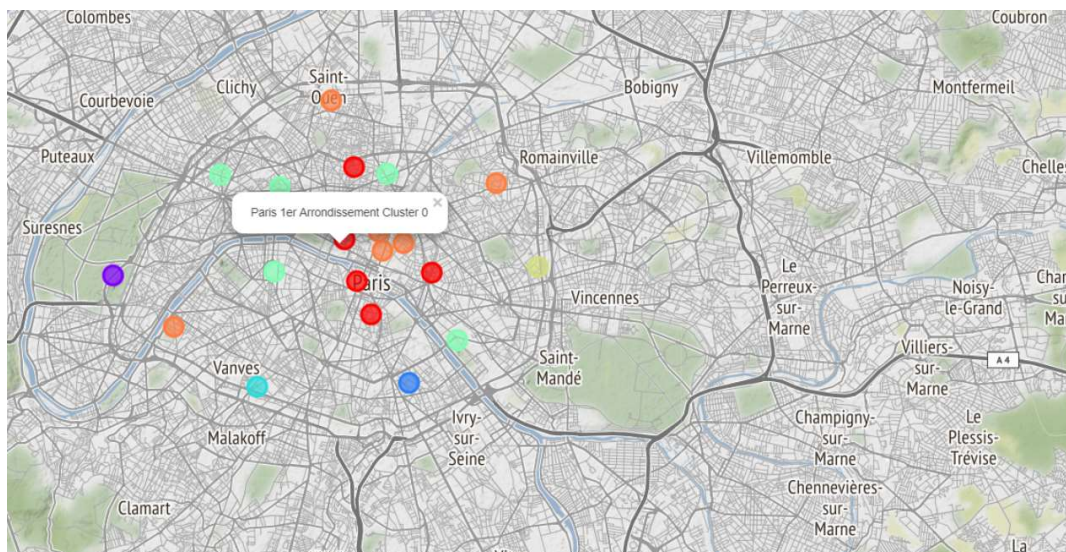 Colombes
Coubron
Clichy
Saint-
Ouen
Bobigny
Montfermeil
Courbevoie
Puteaux
Romainville
Villemomble
Chelles
×
Paris 1er Arrondissement Cluster 0
Suresnes
Paris
Vincennes
Le
Perreux-
sur-
Marne
Noisy-
le-Grand
Villiers-
sur-
Marne
A 4
Saint-
Mandé
Vanves
Malakoff
Ivry-
sur-
Seine
Champigny-
sur-
Marne
Le
Plessis-
Trévise
Chennevières-
sur-
Marne
Clamart
La